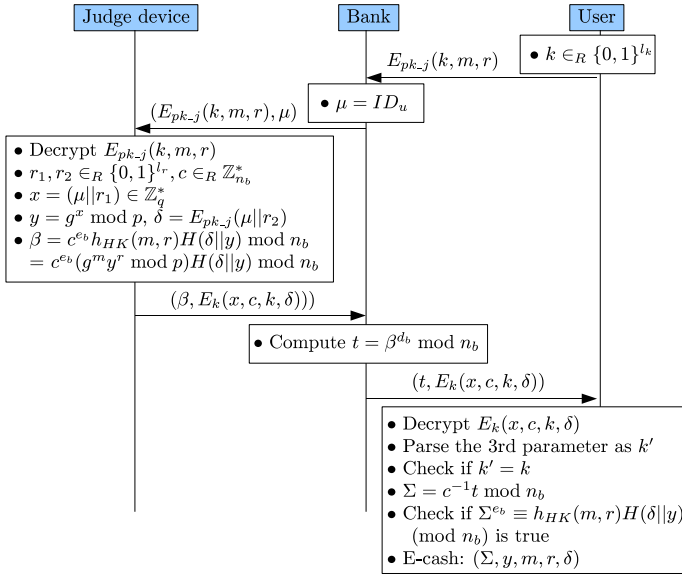 Judge device
Bank
User
• k ∈_R {0, 1}^{l_k}
E_{pk_j}(k, m, r)
• μ = ID_u
(E_{pk_j}(k, m, r), μ)
• Decrypt E_{pk_j}(k, m, r)
• r_1, r_2 ∈_R {0, 1}^{l_r}, c ∈_R ℤ*_{n_b}
• x = (μ||r_1) ∈ ℤ*_q
• y = g^x mod p, δ = E_{pk_j}(μ||r_2)
• β = c^{e_b} h_{HK}(m, r)H(δ||y) mod n_b
= c^{e_b}(g^m y^r mod p)H(δ||y) mod n_b
(β, E_k(x, c, k, δ)))
• Compute t = β^{d_b} mod n_b
(t, E_k(x, c, k, δ))
• Decrypt E_k(x, c, k, δ)
• Parse the 3rd parameter as k′
• Check if k′ = k
• Σ = c^{-1}t mod n_b
• Check if Σ^{e_b} ≡ h_{HK}(m, r)H(δ||y)
(mod n_b) is true
• E-cash: (Σ, y, m, r, δ)